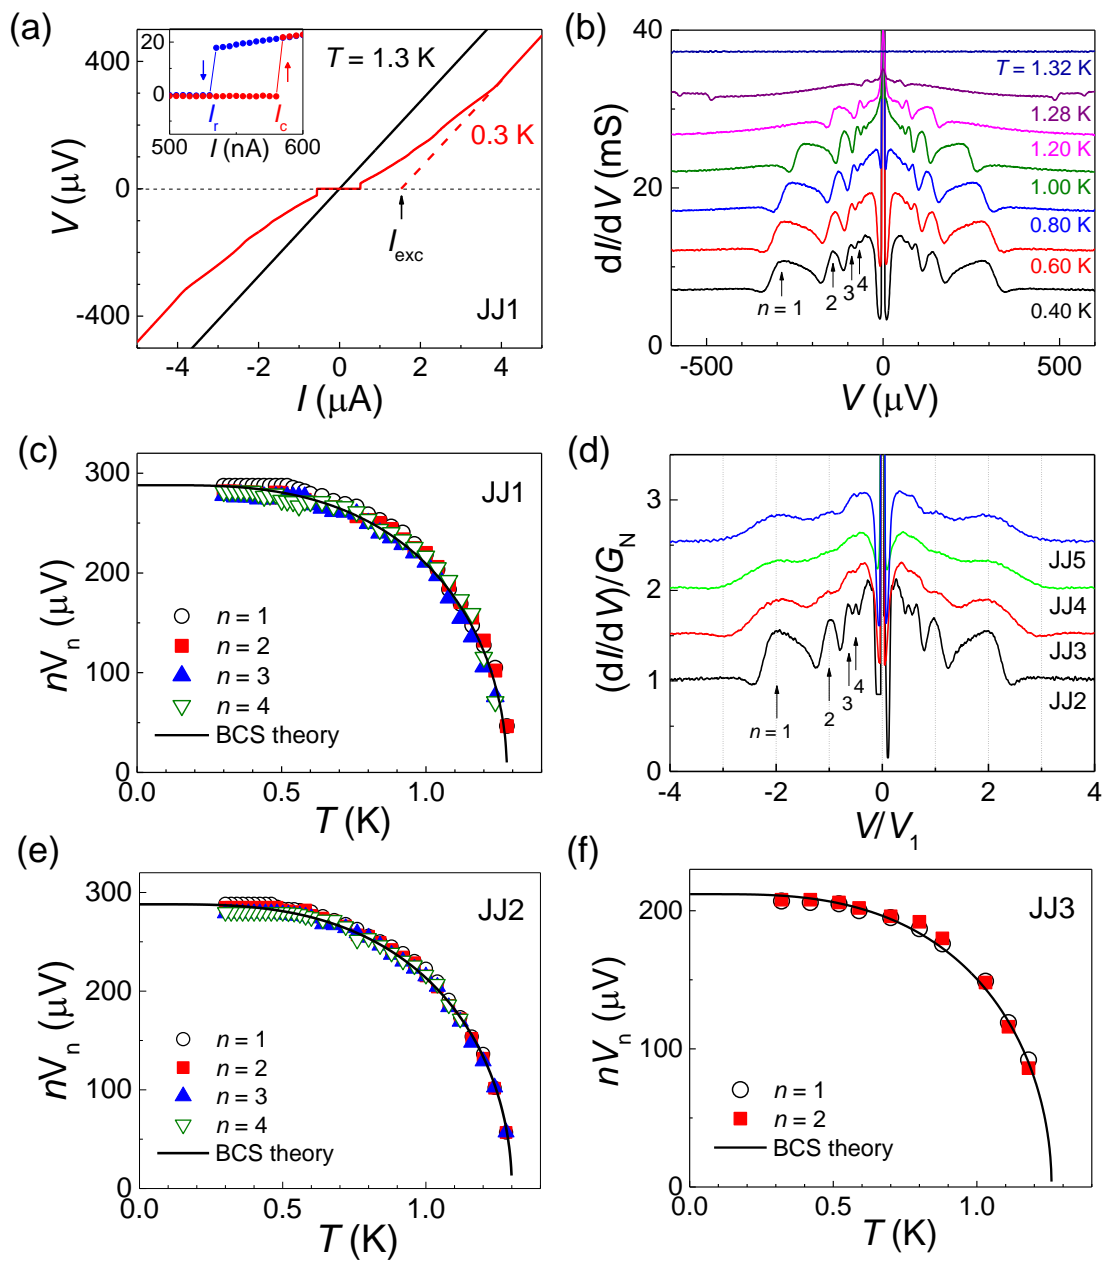 (a)
400
0
-400
V (μV)
-4 -2 0 2 4
I (μA)
T = 1.3 K
0.3 K
I_exc
JJ1
20
10
0
500 600
I (nA)
I_r
I_c
(b)
40
20
0
dI/dV (mS)
-500 0 500
V (μV)
T = 1.32 K
1.28 K
1.20 K
1.00 K
0.80 K
0.60 K
0.40 K
n = 1
2
3
4
(c)
300
200
100
0
nV_n (μV)
0.0 0.5 1.0
T (K)
JJ1
n = 1
n = 2
n = 3
n = 4
BCS theory
(d)
3
2
1
0
(dI/dV)/G_N
-4 -2 0 2 4
V/V_1
JJ5
JJ4
JJ3
JJ2
n = 1
2
3
4
(e)
300
200
100
0
nV_n (μV)
0.0 0.5 1.0
T (K)
JJ2
n = 1
n = 2
n = 3
n = 4
BCS theory
(f)
200
100
0
nV_n (μV)
0.0 0.5 1.0
T (K)
JJ3
n = 1
n = 2
BCS theory